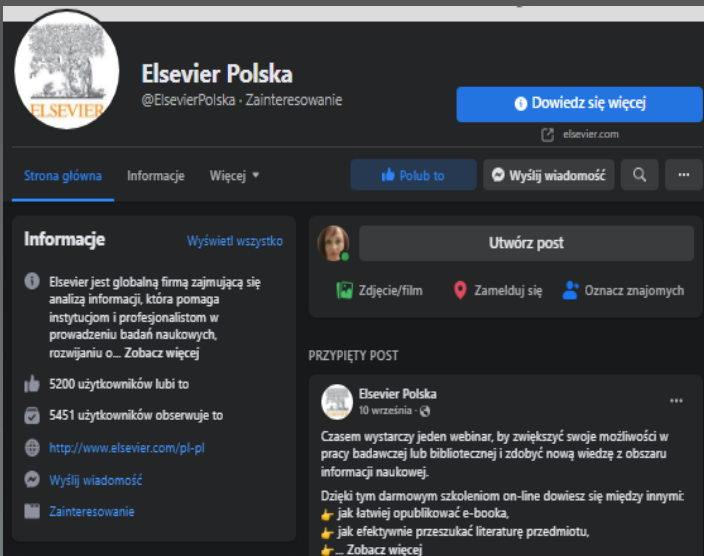 ELSEVIER
Elsevier Polska
@ElsevierPolska · Zainteresowanie
Dowiedz się więcej
elsevier.com
Strona główna
Informacje
Więcej
Polub to
Wyślij wiadomość
Informacje
Wyświetl wszystko
Elsevier jest globalną firmą zajmującą się
analizą informacji, która pomaga
instytucjom i profesjonalistom w
prowadzeniu badań naukowych,
rozwijaniu o... Zobacz więcej
5200 użytkowników lubi to
5451 użytkowników obserwuje to
http://www.elsevier.com/pl-pl
Wyślij wiadomość
Zainteresowanie
Utwórz post
Zdjęcie/film
Zamelduj się
Oznacz znajomych
PRZYPIĘTY POST
Elsevier Polska
10 września ·
Czasem wystarczy jeden webinar, by zwiększyć swoje możliwości w
pracy badawczej lub bibliotecznej i zdobyć nową wiedzę z obszaru
informacji naukowej.
Dzięki tym darmowym szkoleniom on-line dowiesz się między innymi:
👉 jak łatwiej opublikować e-booka,
👉 jak efektywnie przeszukać literaturę przedmiotu,
👉... Zobacz więcej